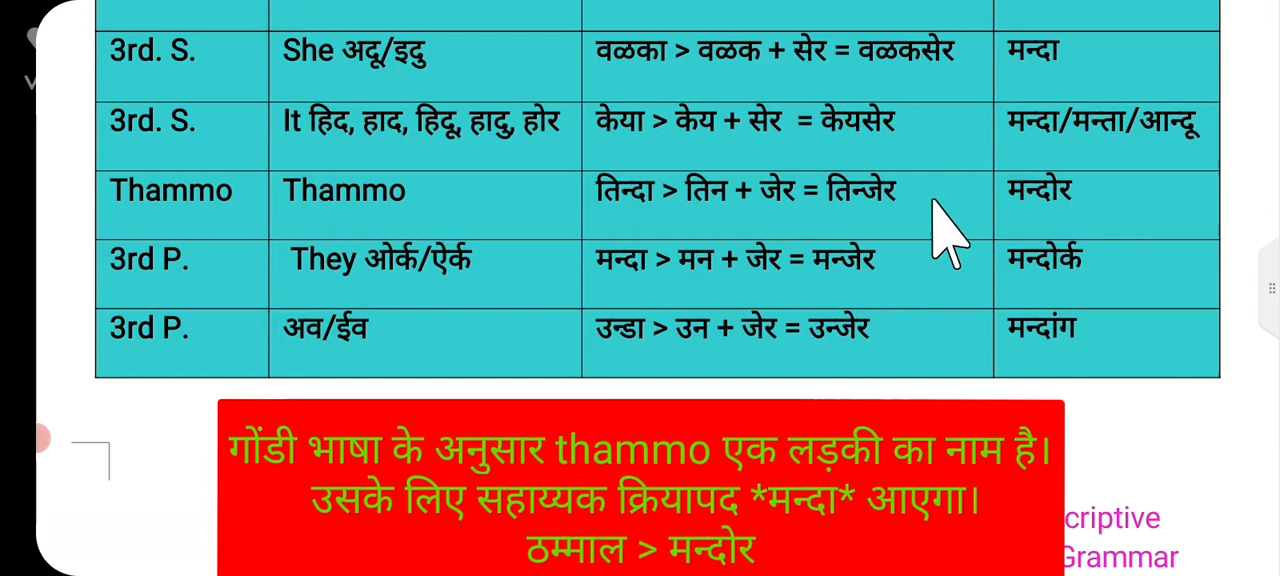 3rd. S. She अदू/इदु वळका > वळक + सेर = वळकसेर मन्दा
3rd. S. It हिद, हाद, हिदू, हादु, होर केया > केय + सेर = केयसेर मन्दा/मन्ता/आन्दू
Thammo Thammo तिन्दा > तिन + जेर = तिन्जेर मन्दोर
3rd P. They ओर्क/ऐर्क मन्दा > मन + जेर = मन्जेर मन्दोर्क
3rd P. अव/ईव उन्डा > उन + जेर = उन्जेर मन्दांग
गोंडी भाषा के अनुसार thammo एक लड़की का नाम है।
उसके लिए सहाय्यक क्रियापद *मन्दा* आएगा।
ठम्माल > मन्दोर
criptive
Grammar